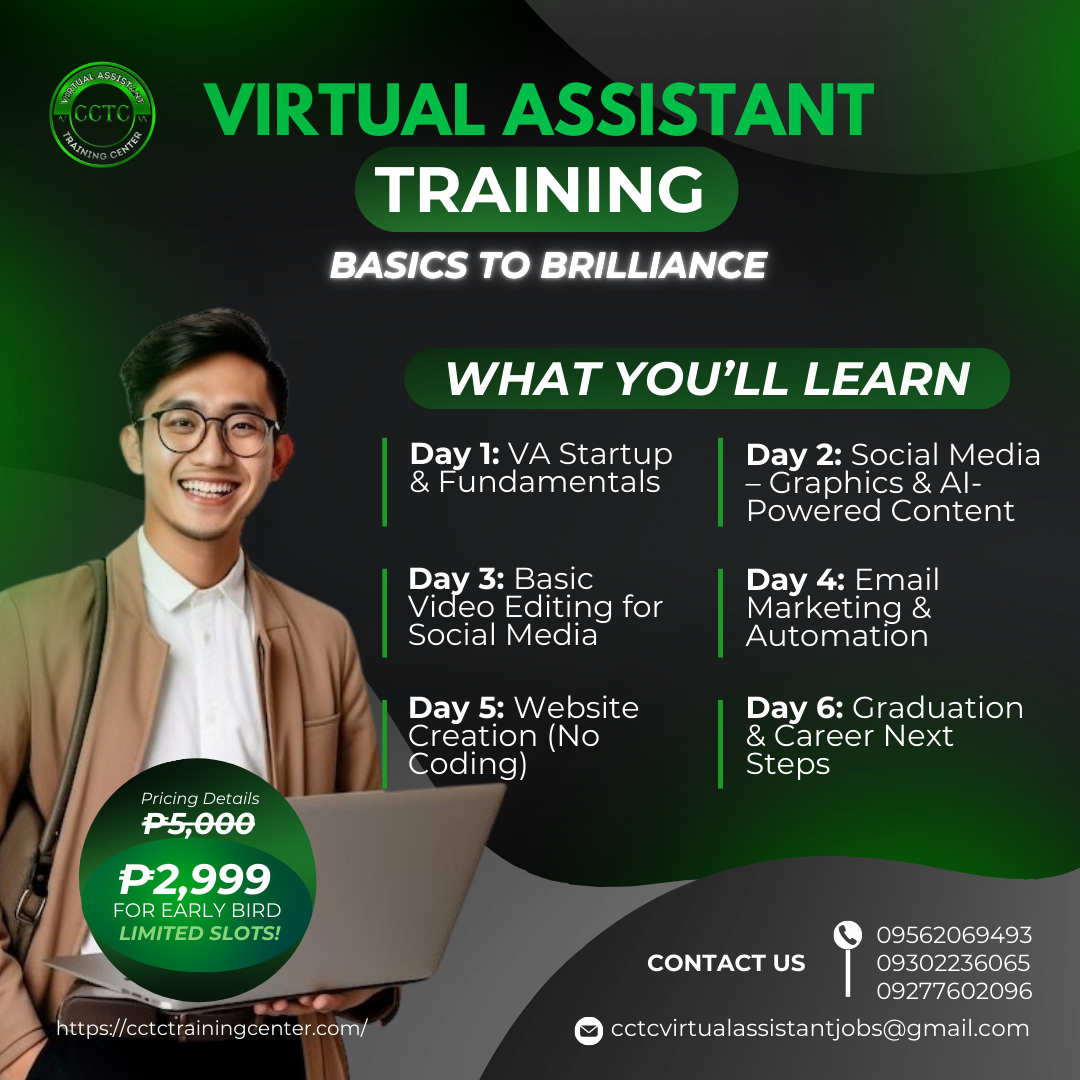 VIRTUAL ASSISTANT
CCTC
TRAINING CENTER
VIRTUAL ASSISTANT
TRAINING
BASICS TO BRILLIANCE
WHAT YOU’LL LEARN
Day 1: VA Startup
& Fundamentals
Day 2: Social Media
– Graphics & AI-
Powered Content
Day 3: Basic
Video Editing for
Social Media
Day 4: Email
Marketing &
Automation
Day 5: Website
Creation (No
Coding)
Day 6: Graduation
& Career Next
Steps
Pricing Details
₱5,000
₱2,999
FOR EARLY BIRD
LIMITED SLOTS!
CONTACT US
09562069493
09302236065
09277602096
https://cctctrainingcenter.com/
cctcvirtualassistantjobs@gmail.com